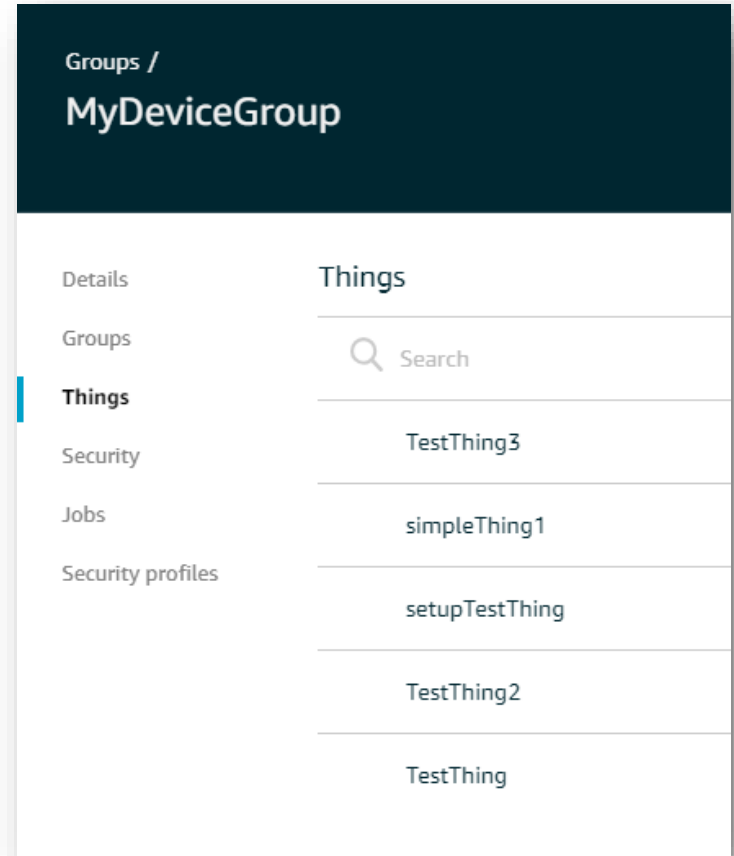 Groups /
MyDeviceGroup
Details
Groups
Things
Security
Jobs
Security profiles
Things
Search
TestThing3
simpleThing1
setupTestThing
TestThing2
TestThing